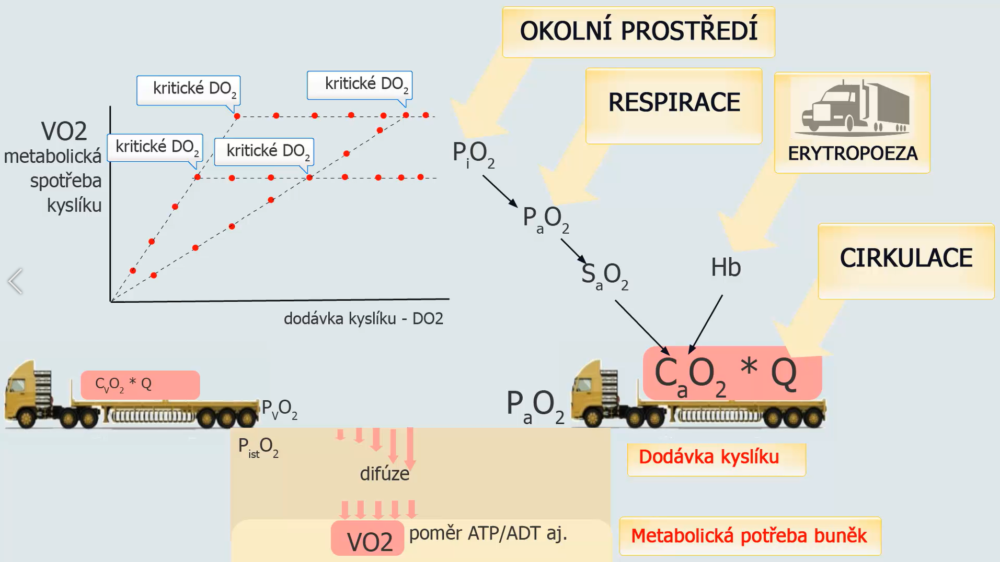 OKOLNÍ PROSTŘEDÍ
RESPIRACE
ERYTROPOEZA
CIRKULACE
kritické DO2
kritické DO2
kritické DO2
kritické DO2
VO2
metabolická
spotřeba
kyslíku
dodávka kyslíku - DO2
PiO2
PaO2
SaO2
Hb
CaO2 * Q
PaO2
CVO2 * Q
PVO2
PistO2
difúze
VO2
poměr ATP/ADT aj.
Dodávka kyslíku
Metabolická potřeba buněk